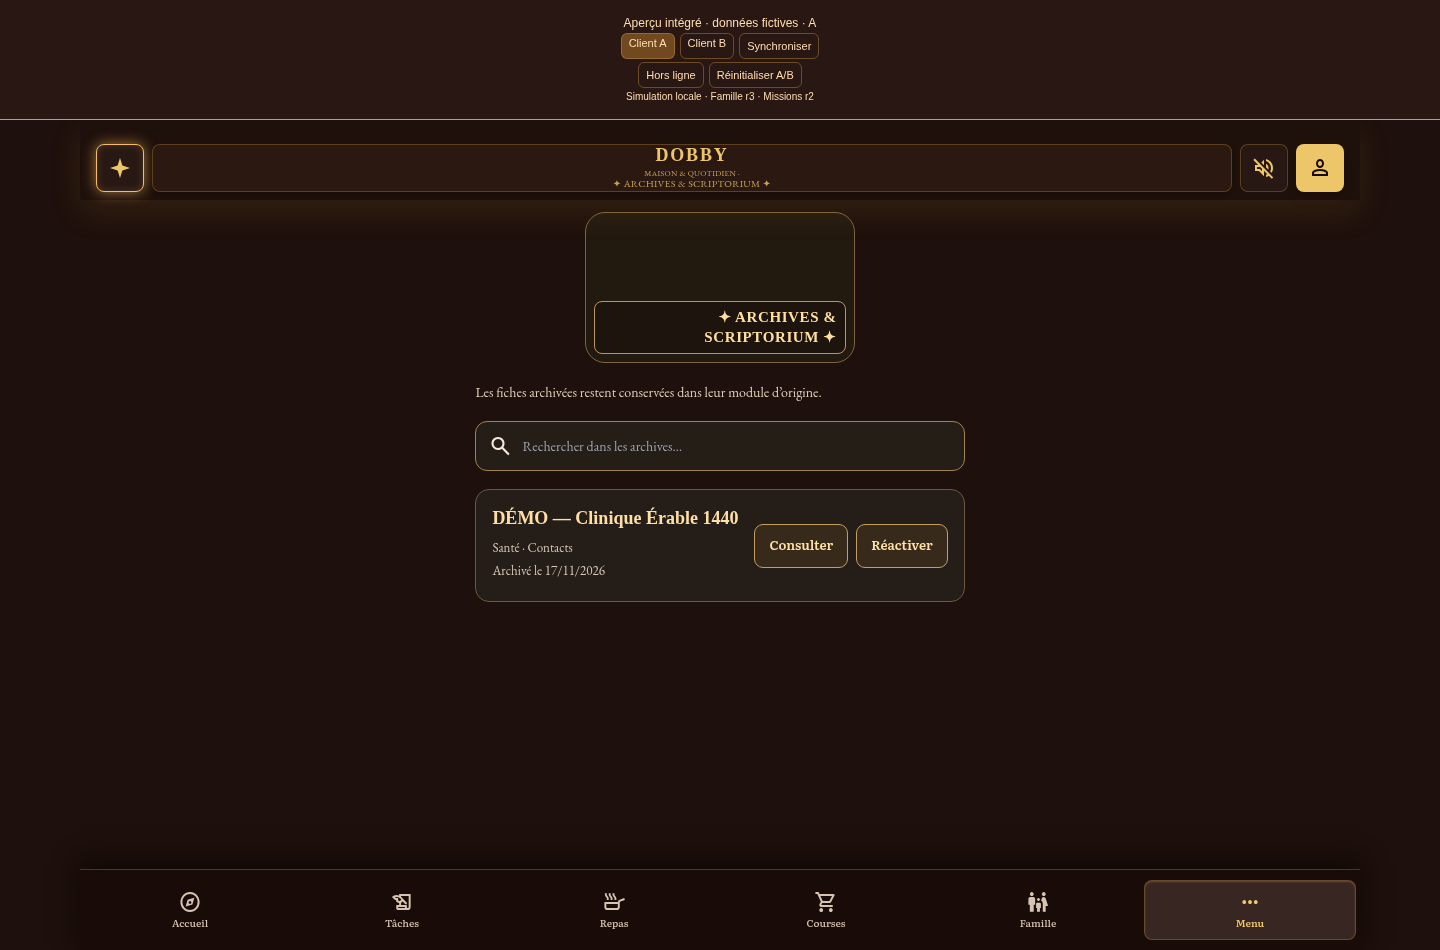 Aperçu intégré · données fictives · A
Client A Client B Synchroniser
Hors ligne Réinitialiser A/B
Simulation locale · Famille r3 · Missions r2
DOBBY
MAISON & QUOTIDIEN ·
✦ ARCHIVES & SCRIPTORIUM ✦
✦ ARCHIVES &
SCRIPTORIUM ✦
Les fiches archivées restent conservées dans leur module d’origine.
Rechercher dans les archives…
DÉMO — Clinique Érable 1440
Santé · Contacts
Archivé le 17/11/2026
Consulter Réactiver
Accueil Tâches Repas Courses Famille Menu